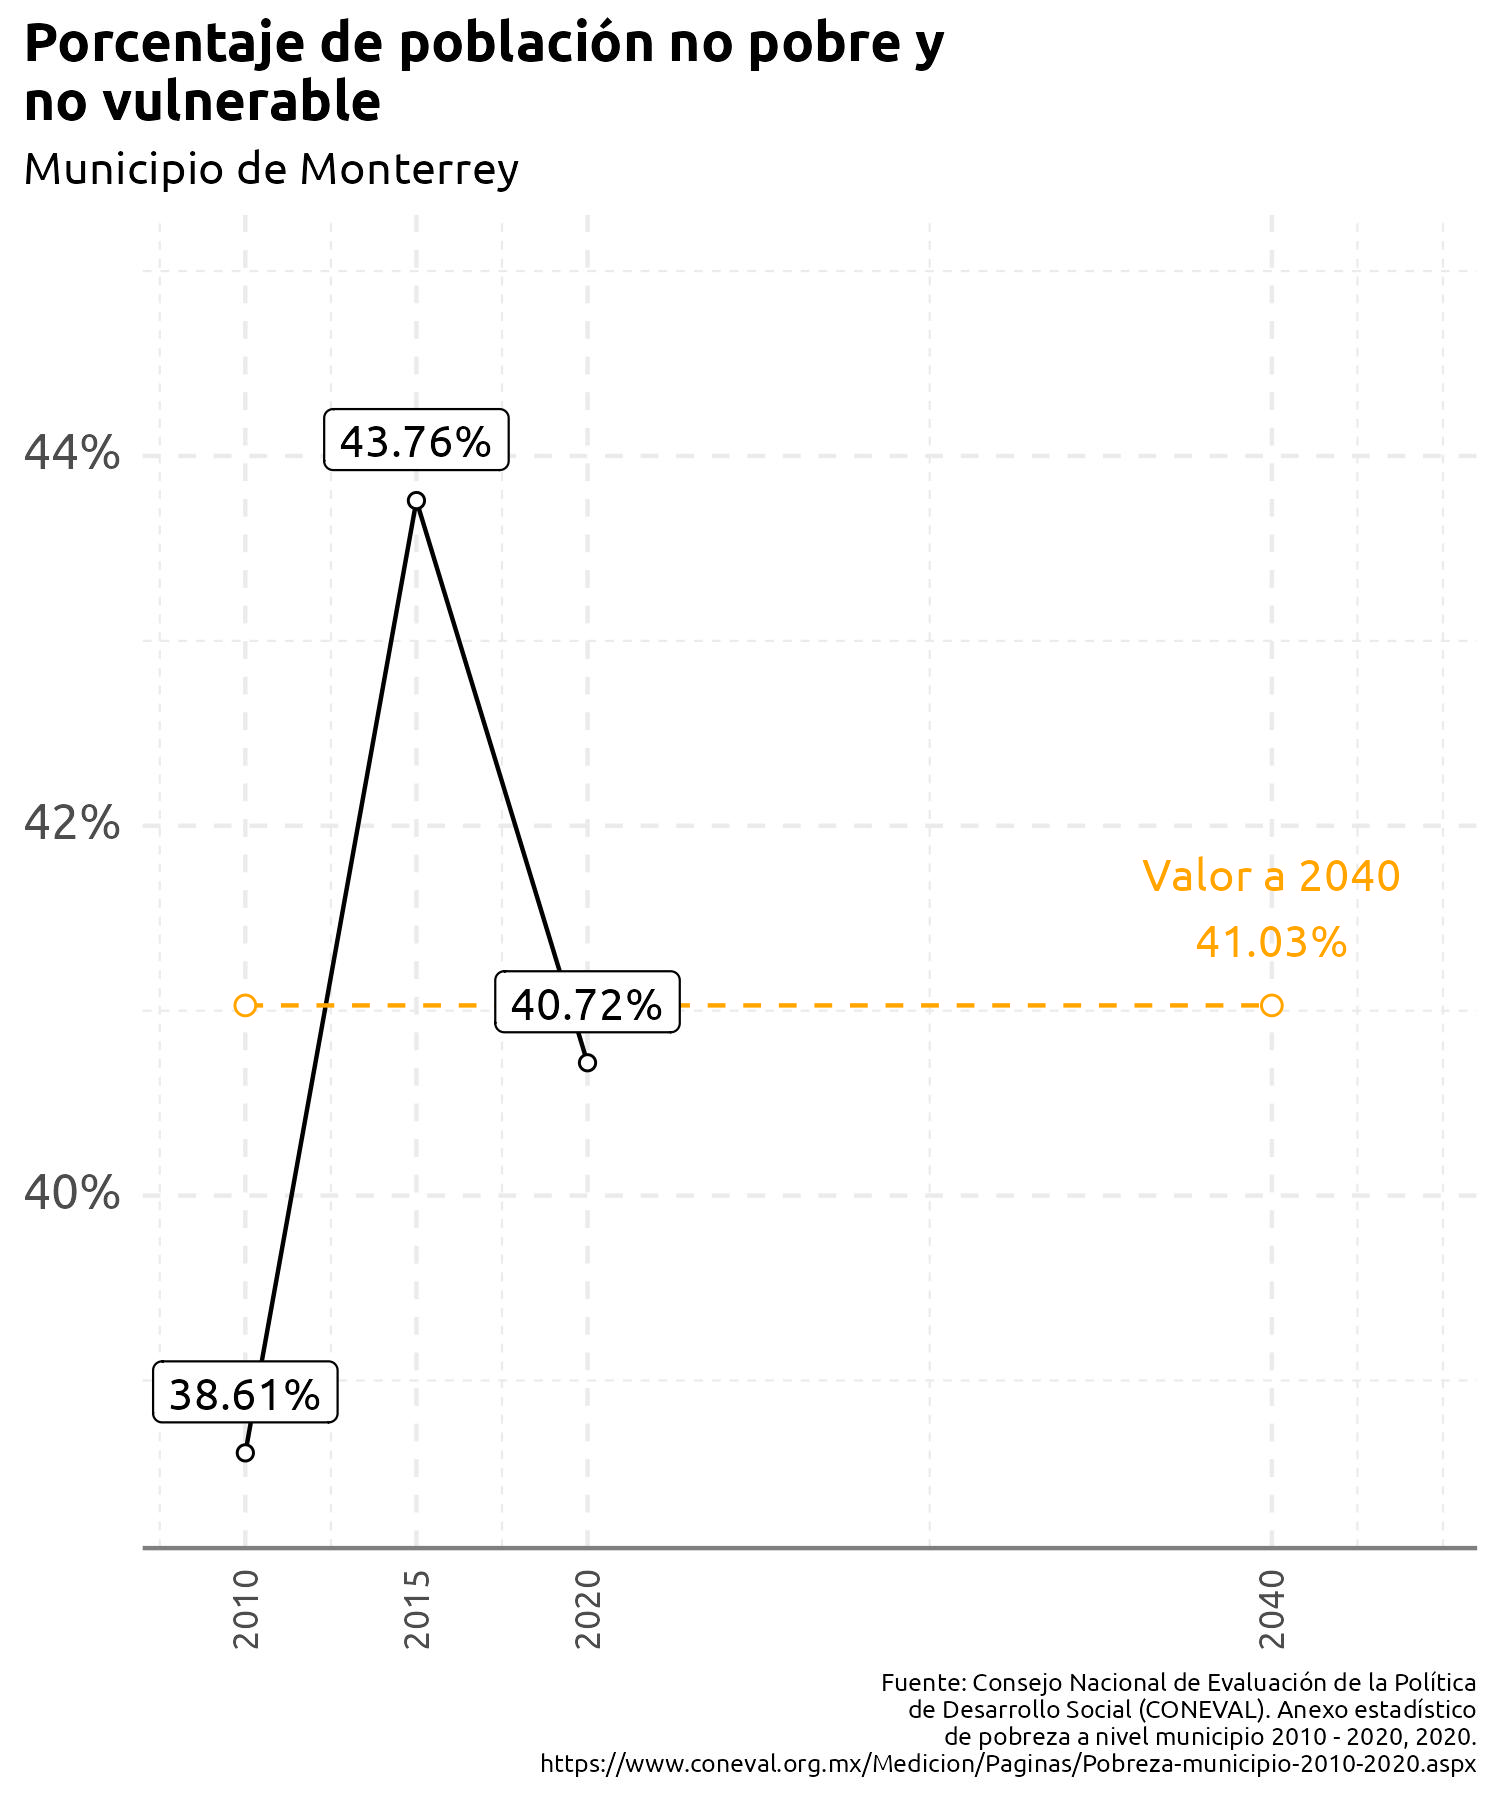 Porcentaje de población no pobre y
no vulnerable
Municipio de Monterrey
44%
43.76%
42%
Valor a 2040
41.03%
40.72%
40%
38.61%
2010
2015
2020
2040
Fuente: Consejo Nacional de Evaluación de la Política
de Desarrollo Social (CONEVAL). Anexo estadístico
de pobreza a nivel municipio 2010 - 2020, 2020.
https://www.coneval.org.mx/Medicion/Paginas/Pobreza-municipio-2010-2020.aspx